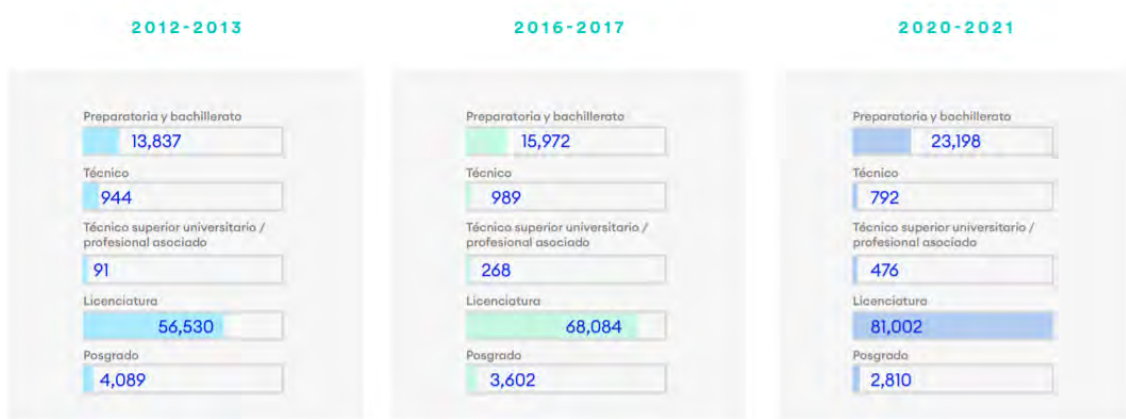 2012-2013
Preparatoria y bachillerato
13,837
Técnico
944
Técnico superior universitario /
profesional asociado
91
Licenciatura
56,530
Posgrado
4,089
2016-2017
Preparatoria y bachillerato
15,972
Técnico
989
Técnico superior universitario /
profesional asociado
268
Licenciatura
68,084
Posgrado
3,602
2020-2021
Preparatoria y bachillerato
23,198
Técnico
792
Técnico superior universitario /
profesional asociado
476
Licenciatura
81,002
Posgrado
2,810